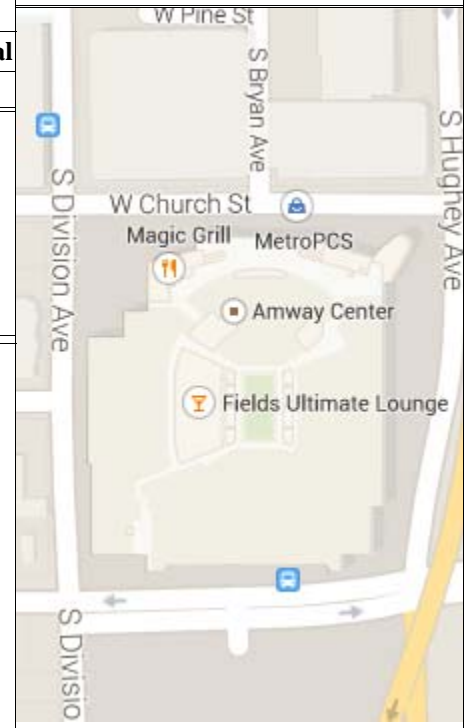 W Pine St
al
S Bryan Ave
S Hughey Ave
S Division Ave
W Church St
Magic Grill
MetroPCS
Amway Center
Fields Ultimate Lounge
S Divisio